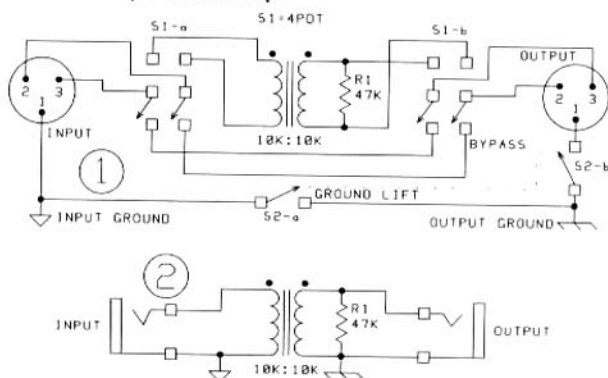 S1=4PDT
S1-a
S1-b
OUTPUT
2 3
1
INPUT
R1
47K
2 3
1
10K:10K
BYPASS
S2-b
1
GROUND LIFT
INPUT GROUND
S2-a
OUTPUT GROUND
2
INPUT
R1
47K
OUTPUT
10K:10K